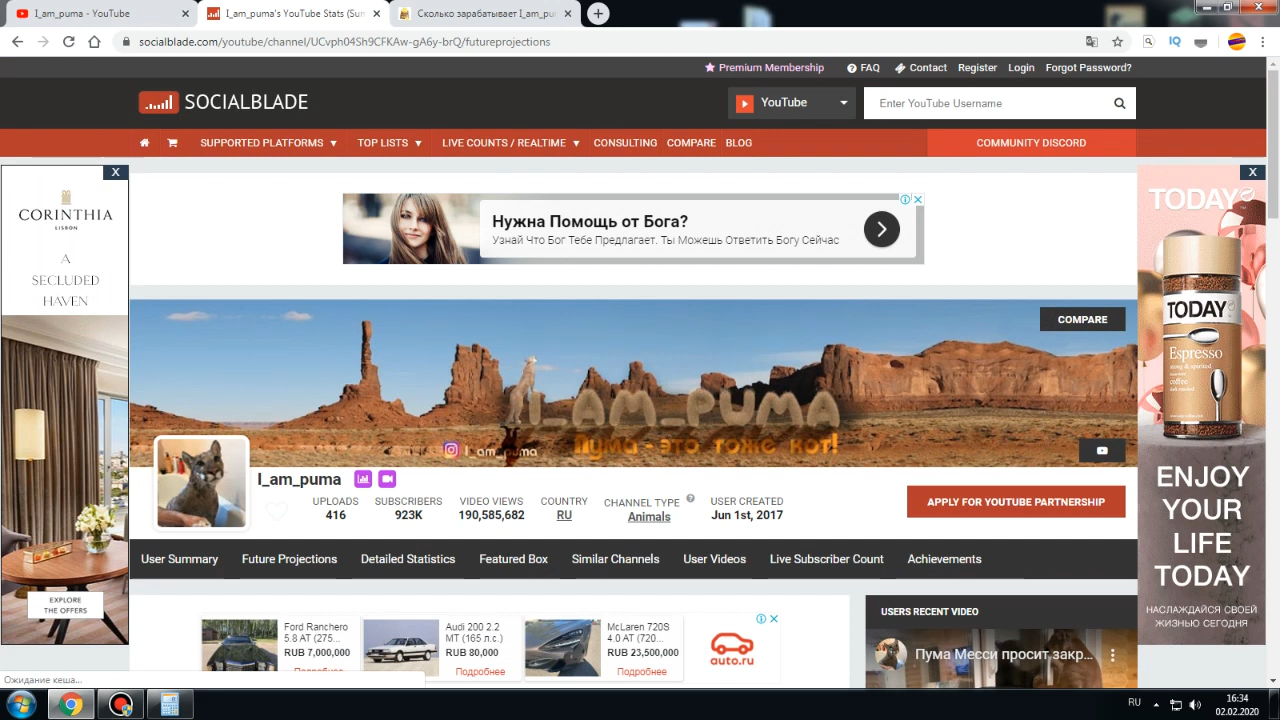 I_am_puma - YouTube
I_am_puma's YouTube Stats (Sum
Сколько зарабатывает I_am_pu
socialblade.com/youtube/channel/UCvph04Sh9CFKAw-gA6y-brQ/futureprojections
IQ
Premium Membership
FAQ
Contact
Register
Login
Forgot Password?
SOCIALBLADE
YouTube
Enter YouTube Username
SUPPORTED PLATFORMS
TOP LISTS
LIVE COUNTS / REALTIME
CONSULTING
COMPARE
BLOG
COMMUNITY DISCORD
X
CORINTHIA
LISBON
A
SECLUDED
HAVEN
EXPLORE
THE OFFERS
Нужна Помощь от Бога?
Узнай Что Бог Тебе Предлагает. Ты Можешь Ответить Богу Сейчас
X
TODAY
TODAY
Espresso
coffee
ENJOY
YOUR
LIFE
TODAY
НАСЛАЖДАЙСЯ СВОЕЙ
ЖИЗНЬЮ СЕГОДНЯ
COMPARE
I_AM_PUMA
Пума - это тоже кот!
I_am_puma
I_am_puma
UPLOADS
416
SUBSCRIBERS
923K
VIDEO VIEWS
190,585,682
COUNTRY
RU
CHANNEL TYPE
Animals
USER CREATED
Jun 1st, 2017
APPLY FOR YOUTUBE PARTNERSHIP
User Summary
Future Projections
Detailed Statistics
Featured Box
Similar Channels
User Videos
Live Subscriber Count
Achievements
Ford Ranchero
5.8 AT (275...
RUB 7,000,000
Подробнее
Audi 200 2.2
MT (165 л.с.)
RUB 80,000
Подробнее
McLaren 720S
4.0 AT (720...
RUB 23,500,000
Подробнее
auto.ru
USERS RECENT VIDEO
Пума Месси просит закр...
Ожидание кеша...
RU
16:34
02.02.2020